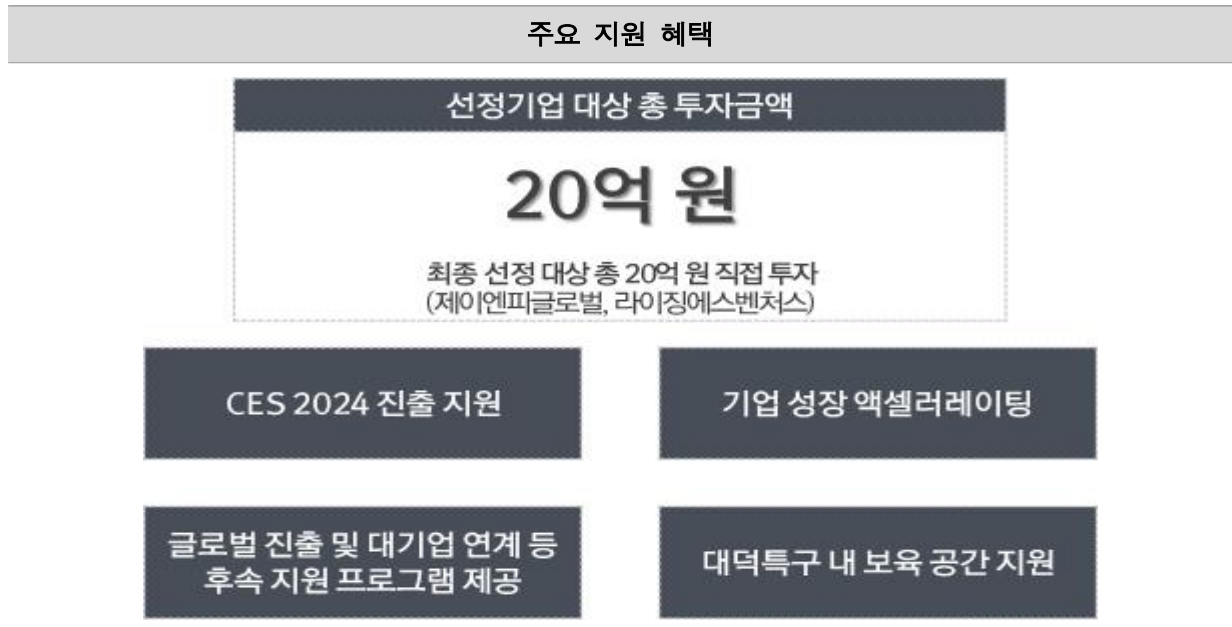 주요 지원 혜택
선정기업 대상 총 투자금액
20억 원
최종 선정 대상 총 20억 원 직접 투자
(제이엔피글로벌, 라이징에스벤처스)
CES 2024 진출 지원
기업 성장 액셀러레이팅
글로벌 진출 및 대기업 연계 등
후속 지원 프로그램 제공
대덕특구 내 보육 공간 지원